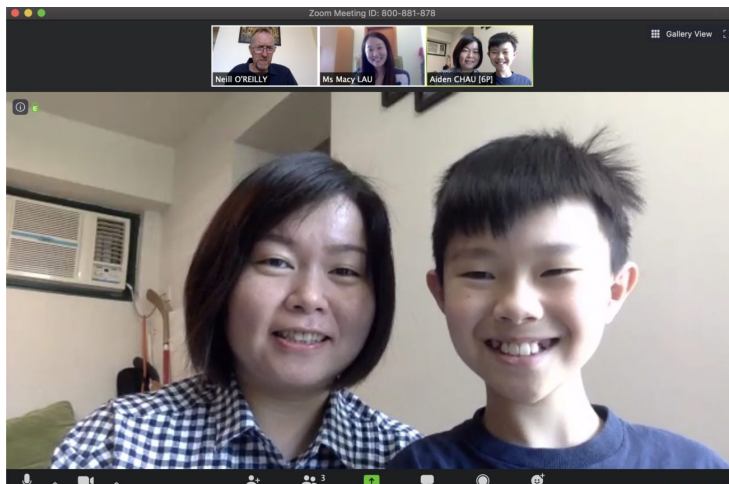 Zoom Meeting ID: 800-881-878
Gallery View
Neill O'REILLY
Ms Macy LAU
Aiden CHAU [6P]
3